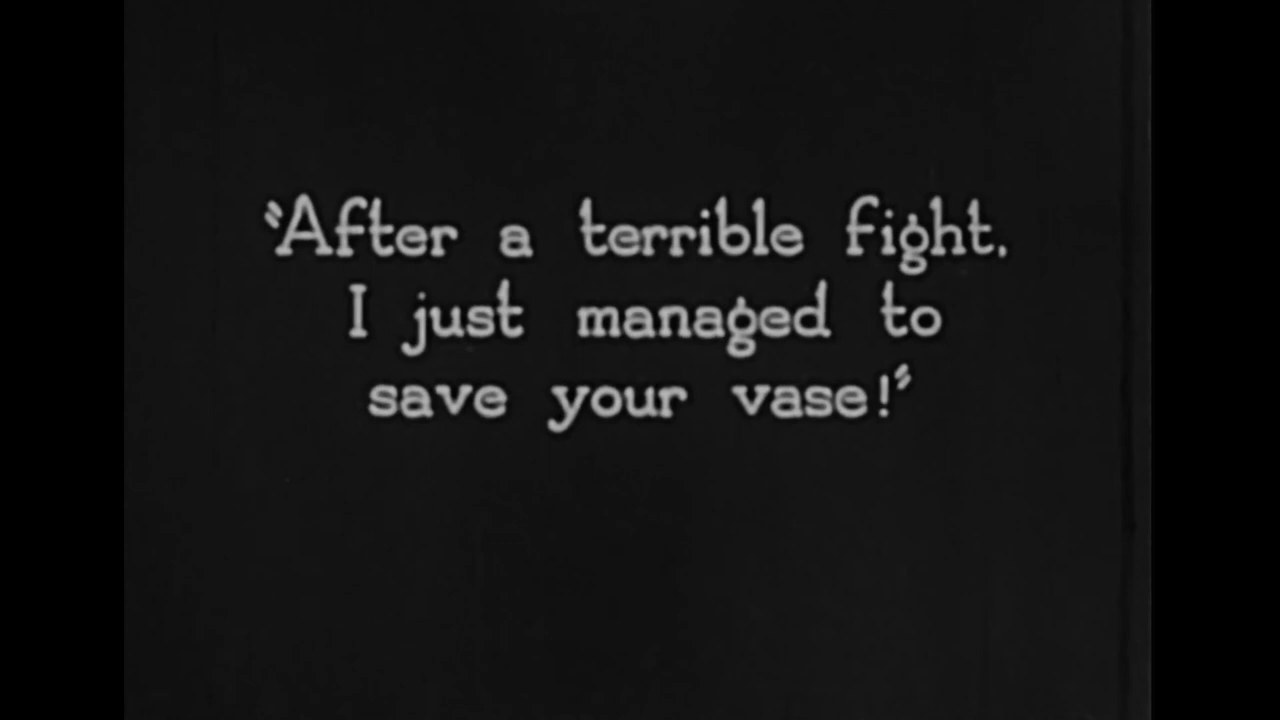 “After a terrible fight,
I just managed to
save your vase!”